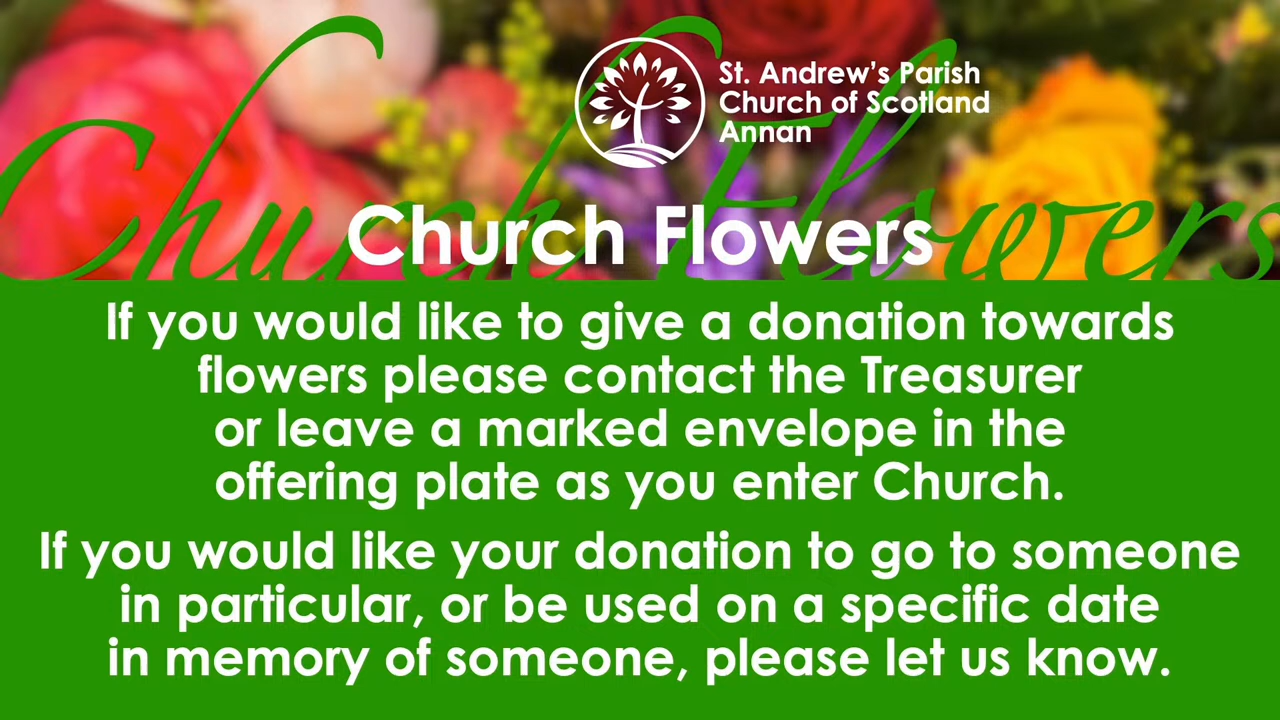 St. Andrew's Parish
Church of Scotland
Annan
Church Flowers
Church Flowers
If you would like to give a donation towards
flowers please contact the Treasurer
or leave a marked envelope in the
offering plate as you enter Church.
If you would like your donation to go to someone
in particular, or be used on a specific date
in memory of someone, please let us know.